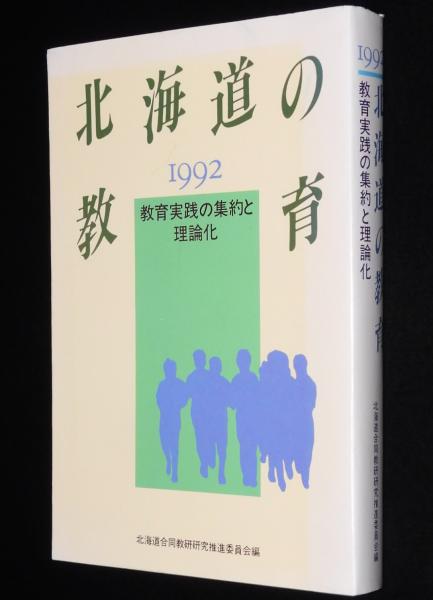 北海道の
1992
教育
教育実践の集約と
理論化
北海道合同教研研究推進委員会編
1992
北海道の教育
教育実践の集約と理論化
北海道合同教研研究推進委員会編